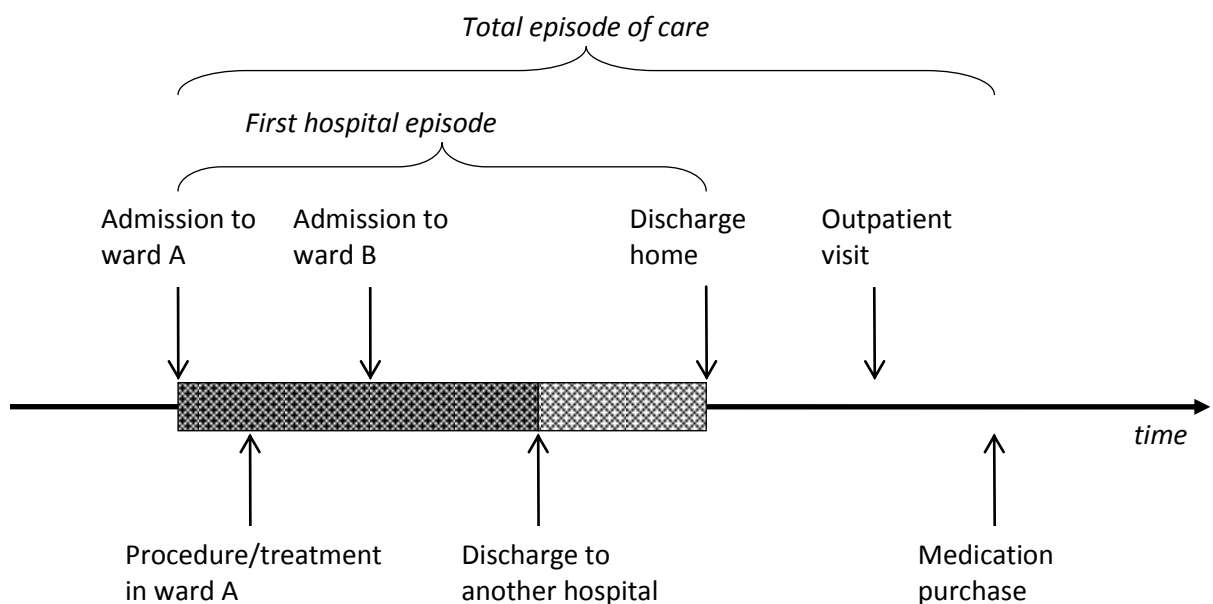 Total episode of care
First hospital episode
Admission to
ward A
Admission to
ward B
Discharge
home
Outpatient
visit
time
Procedure/treatment
in ward A
Discharge to
another hospital
Medication
purchase